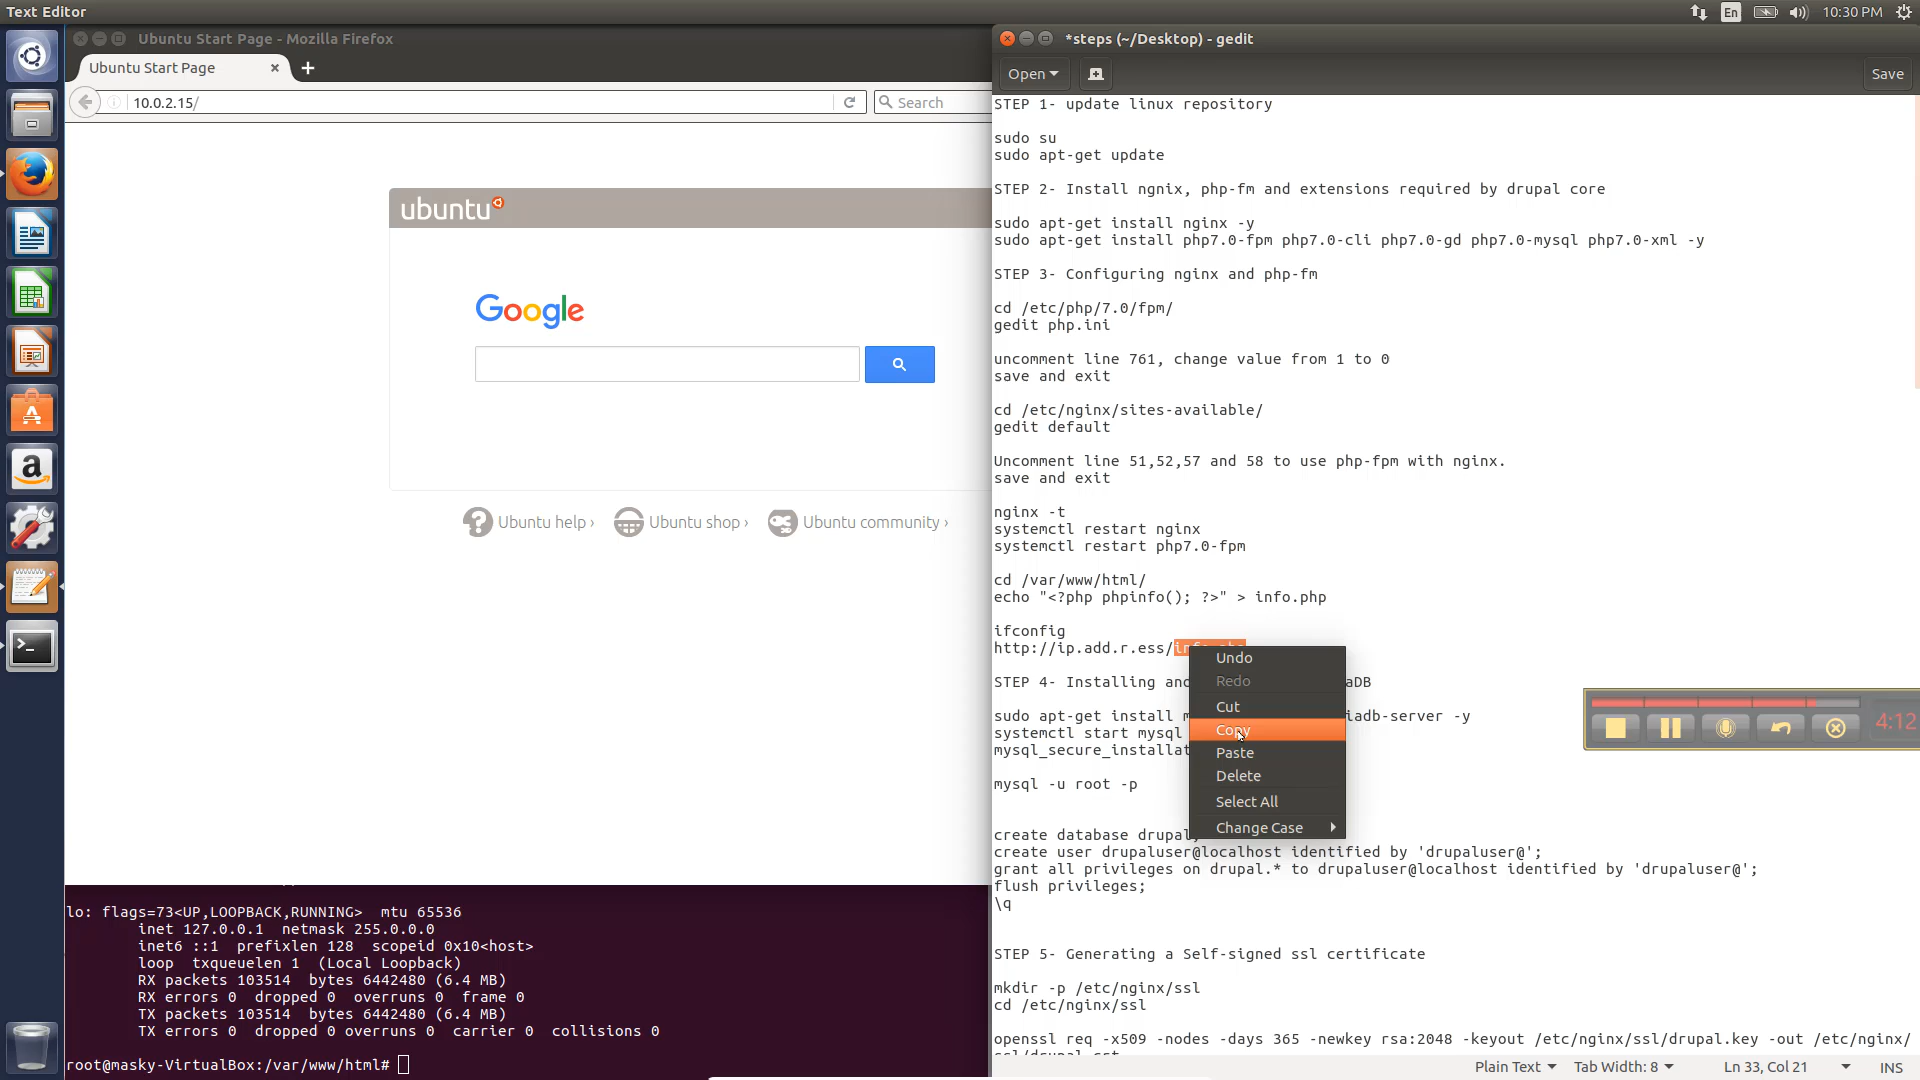 Text Editor
En
10:30 PM
Ubuntu Start Page - Mozilla Firefox
Ubuntu Start Page
10.0.2.15/
Search
ubuntu
Google
Ubuntu help ›
Ubuntu shop ›
Ubuntu community ›
lo: flags=73<UP,LOOPBACK,RUNNING>  mtu 65536
inet 127.0.0.1  netmask 255.0.0.0
inet6 ::1  prefixlen 128  scopeid 0x10<host>
loop  txqueuelen 1  (Local Loopback)
RX packets 103514  bytes 6442480 (6.4 MB)
RX errors 0  dropped 0  overruns 0  frame 0
TX packets 103514  bytes 6442480 (6.4 MB)
TX errors 0  dropped 0 overruns 0  carrier 0  collisions 0
root@masky-VirtualBox:/var/www/html#
*steps (~/Desktop) - gedit
Open
Save
STEP 1- update linux repository
sudo su
sudo apt-get update
STEP 2- Install ngnix, php-fm and extensions required by drupal core
sudo apt-get install nginx -y
sudo apt-get install php7.0-fpm php7.0-cli php7.0-gd php7.0-mysql php7.0-xml -y
STEP 3- Configuring nginx and php-fm
cd /etc/php/7.0/fpm/
gedit php.ini
uncomment line 761, change value from 1 to 0
save and exit
cd /etc/nginx/sites-available/
gedit default
Uncomment line 51,52,57 and 58 to use php-fpm with nginx.
save and exit
nginx -t
systemctl restart nginx
systemctl restart php7.0-fpm
cd /var/www/html/
echo "<?php phpinfo(); ?>" > info.php
ifconfig
http://ip.add.r.ess/
STEP 4- Installing
sudo apt-get install iadb-server -y
systemctl start mysql
mysql_secure_installat
mysql -u root -p
create database drupal;
create user drupaluser@localhost identified by 'drupaluser@';
grant all privileges on drupal.* to drupaluser@localhost identified by 'drupaluser@';
flush privileges;
\q
STEP 5- Generating a Self-signed ssl certificate
mkdir -p /etc/nginx/ssl
cd /etc/nginx/ssl
openssl req -x509 -nodes -days 365 -newkey rsa:2048 -keyout /etc/nginx/ssl/drupal.key -out /etc/nginx/
Undo
Redo
Cut
Copy
Paste
Delete
Select All
Change Case
4:12
Plain Text
Tab Width: 8
Ln 33, Col 21
INS